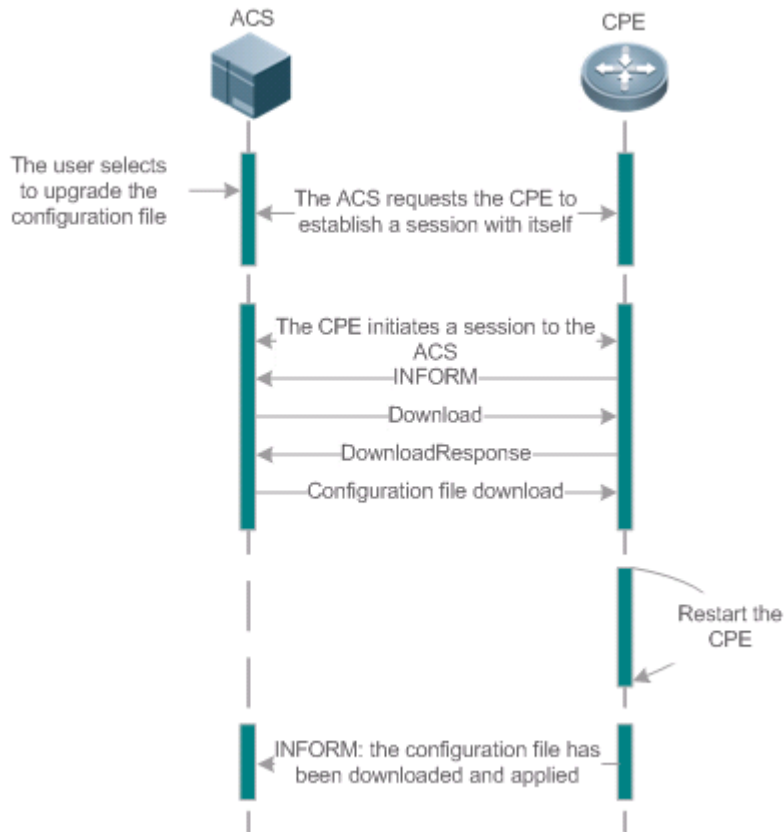 ACS
CPE
The user selects
to upgrade the
configuration file
The ACS requests the CPE to
establish a session with itself
The CPE initiates a session to the
ACS
INFORM
Download
DownloadResponse
Configuration file download
Restart the
CPE
INFORM: the configuration file has
been downloaded and applied